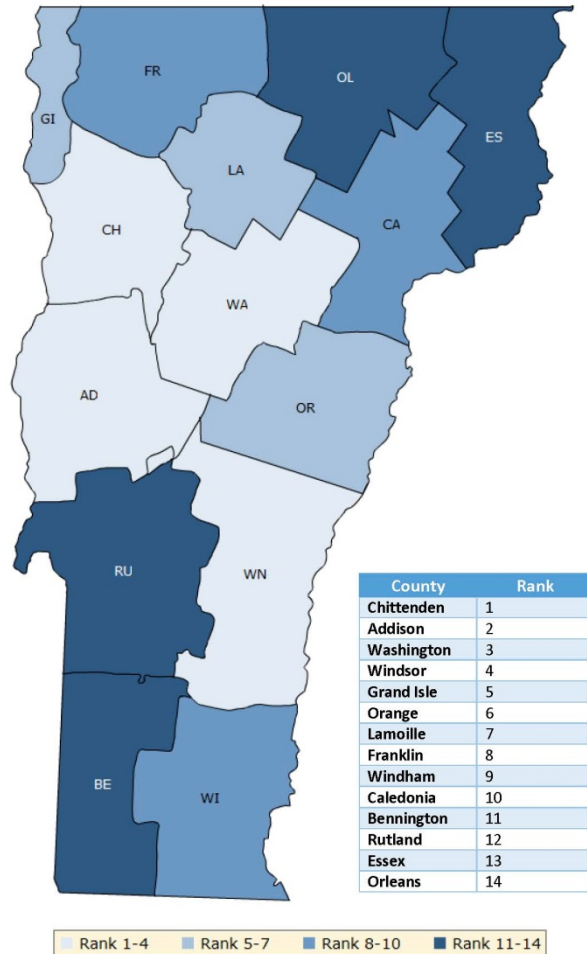 FR
OL
GI
ES
LA
CA
CH
WA
AD
OR
RU
WN
BE
WI
County Rank
Chittenden 1
Addison 2
Washington 3
Windsor 4
Grand Isle 5
Orange 6
Lamoille 7
Franklin 8
Windham 9
Caledonia 10
Bennington 11
Rutland 12
Essex 13
Orleans 14
Rank 1-4 Rank 5-7 Rank 8-10 Rank 11-14